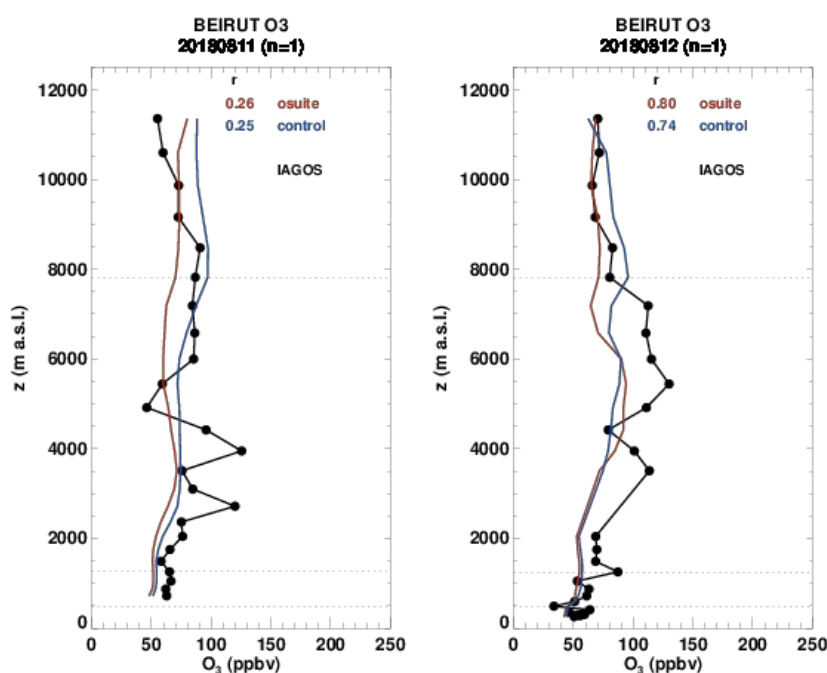 BEIRUT O3
20180811 (n=1)
r
0.26 osuite
0.25 control
IAGOS
12000
10000
8000
6000
4000
2000
0
z (m a.s.l.)
0 50 100 150 200 250
O3 (ppbv)
BEIRUT O3
20180812 (n=1)
r
0.80 osuite
0.74 control
IAGOS
12000
10000
8000
6000
4000
2000
0
z (m a.s.l.)
0 50 100 150 200 250
O3 (ppbv)